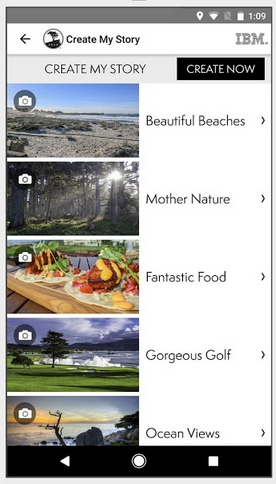 1:09
Create My Story
IBM.
CREATE MY STORY
CREATE NOW
Beautiful Beaches
Mother Nature
Fantastic Food
Gorgeous Golf
Ocean Views